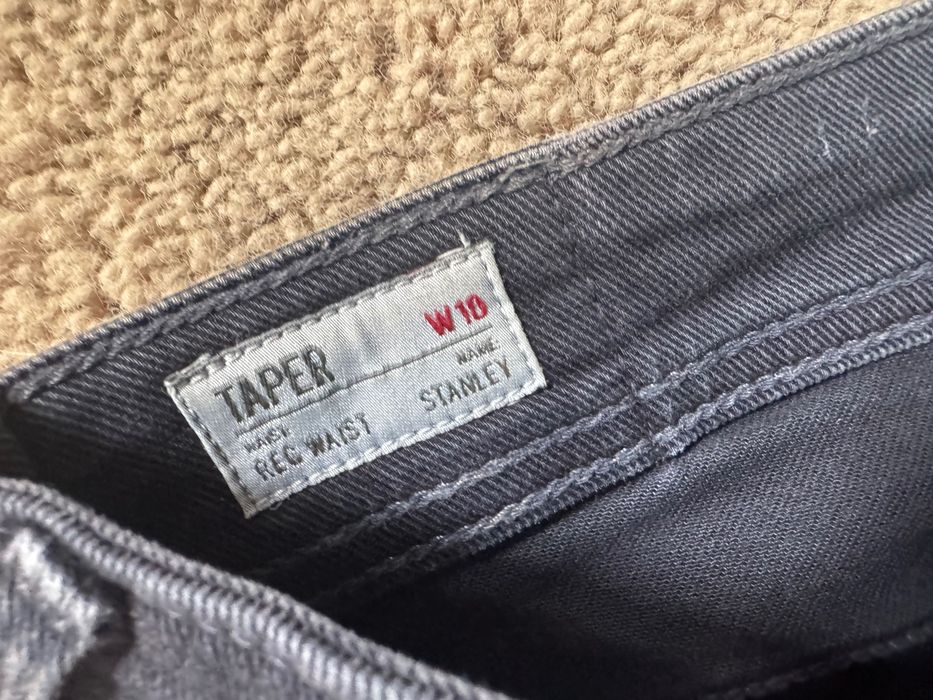 TAPER W10
WAIST: NAME:
REG WAIST STANLEY